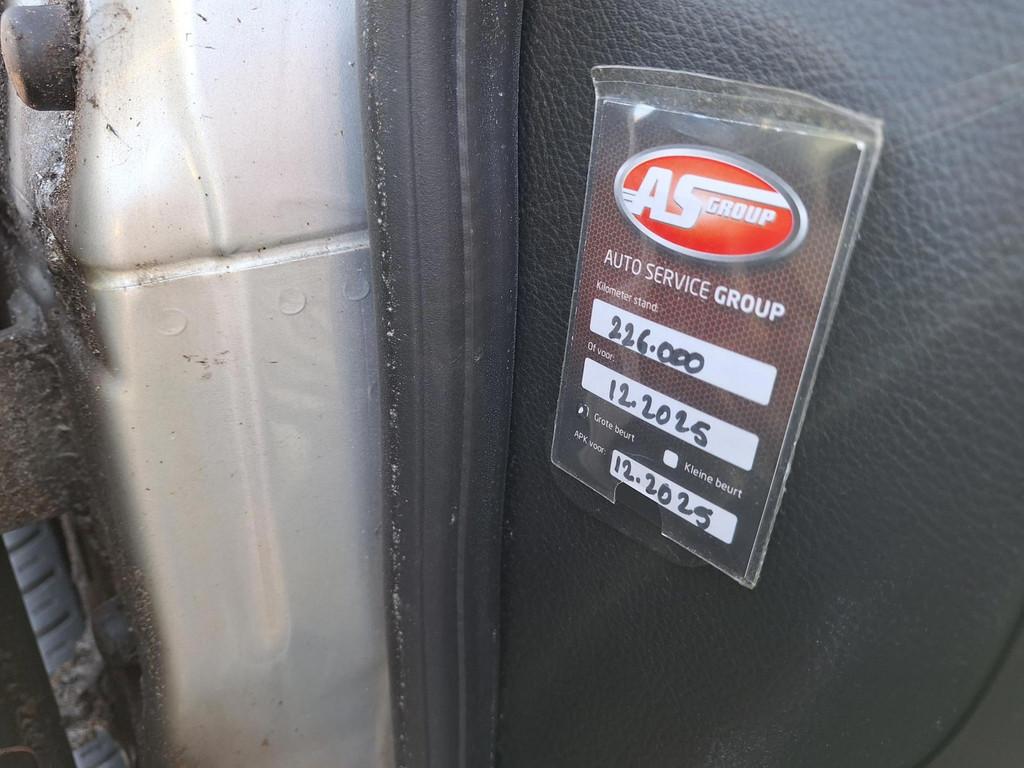 AS GROUP
AUTO SERVICE GROUP
Kilometer stand:
226.000
Of voor:
12.2025
Grote beurt
Kleine beurt
APK voor:
12.2025